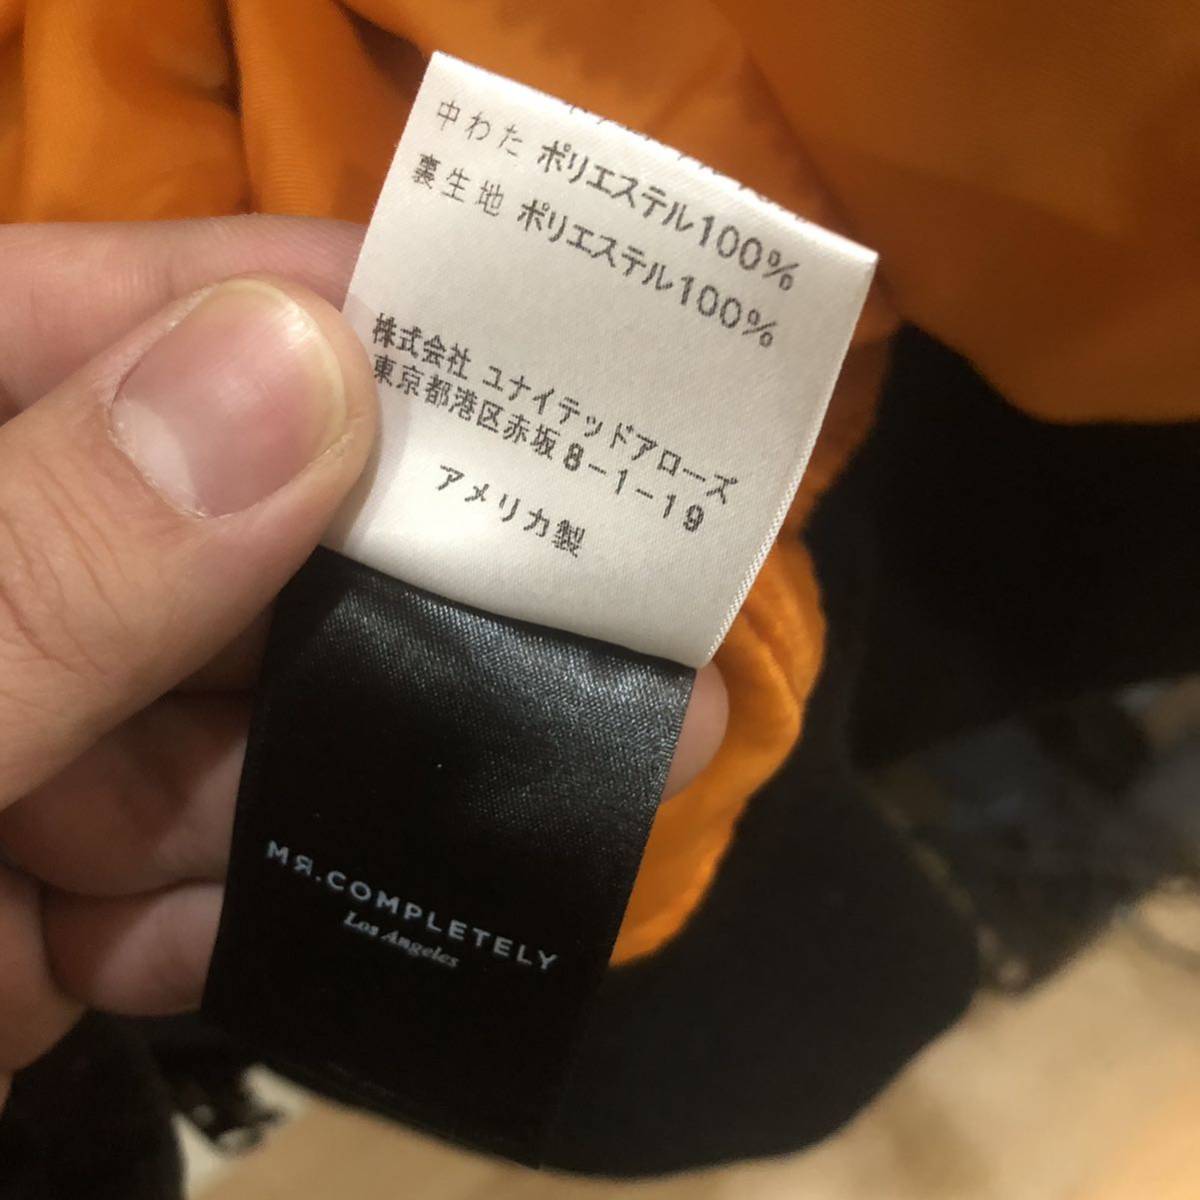 中わた ポリエステル100%
裏生地 ポリエステル100%
株式会社 ユナイテッドアローズ
東京都港区赤坂8-1-19
アメリカ製
MЯ.COMPLETELY
Los Angeles